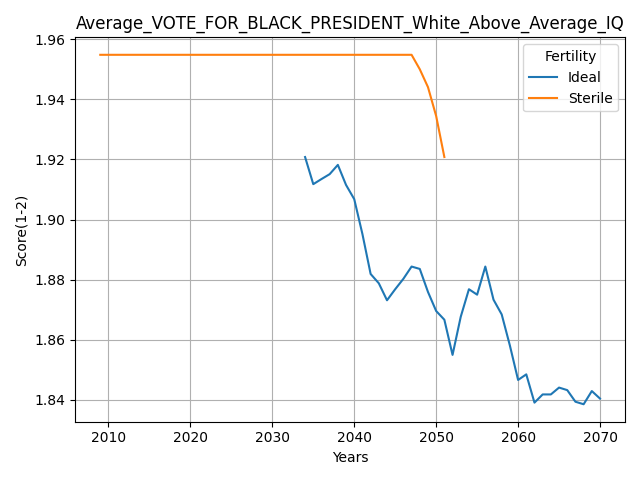 Average_VOTE_FOR_BLACK_PRESIDENT_White_Above_Average_IQ
1.96
1.94
1.92
1.90
1.88
1.86
1.84
Score(1-2)
Fertility
Ideal
Sterile
2010 2020 2030 2040 2050 2060 2070
Years